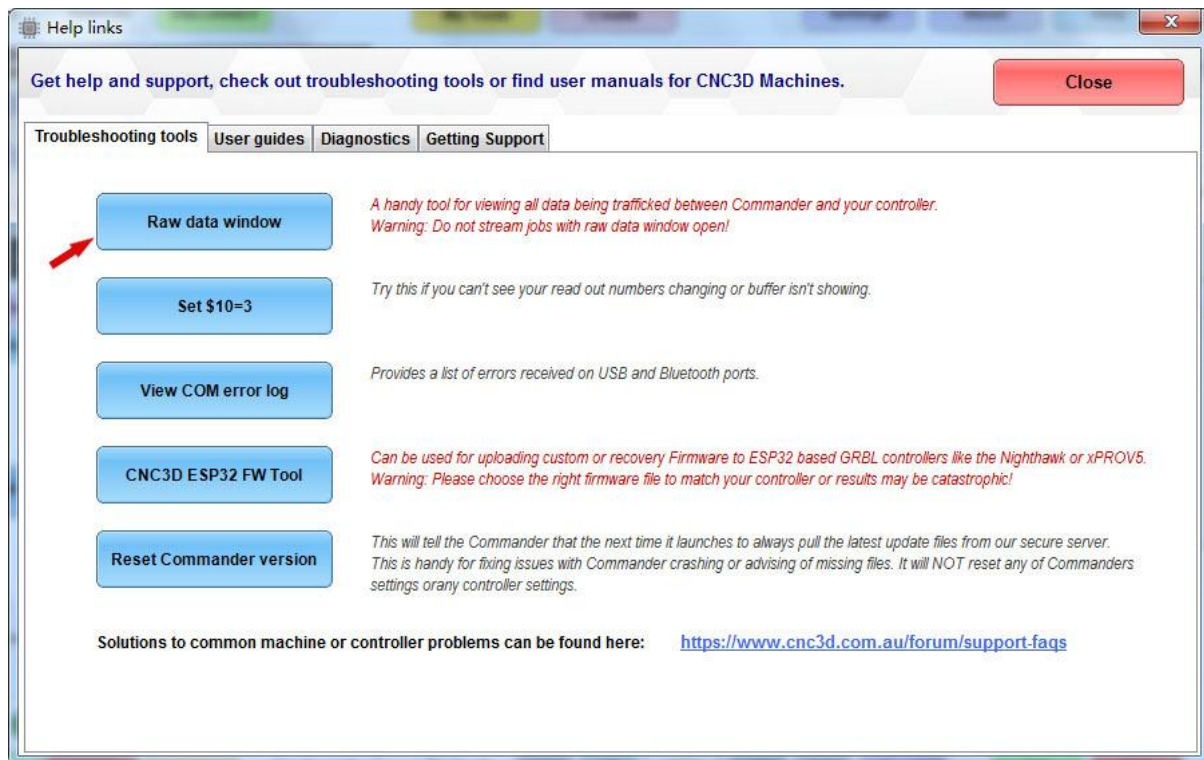 Help links
Get help and support, check out troubleshooting tools or find user manuals for CNC3D Machines.
Close
Troubleshooting tools User guides Diagnostics Getting Support
Raw data window
A handy tool for viewing all data being trafficked between Commander and your controller.
Warning: Do not stream jobs with raw data window open!
Set $10=3
Try this if you can't see your read out numbers changing or buffer isn't showing.
View COM error log
Provides a list of errors received on USB and Bluetooth ports.
CNC3D ESP32 FW Tool
Can be used for uploading custom or recovery Firmware to ESP32 based GRBL controllers like the Nighthawk or xPROV5.
Warning: Please choose the right firmware file to match your controller or results may be catastrophic!
Reset Commander version
This will tell the Commander that the next time it launches to always pull the latest update files from our secure server.
This is handy for fixing issues with Commander crashing or advising of missing files. It will NOT reset any of Commanders
settings orany controller settings.
Solutions to common machine or controller problems can be found here: https://www.cnc3d.com.au/forum/support-faqs